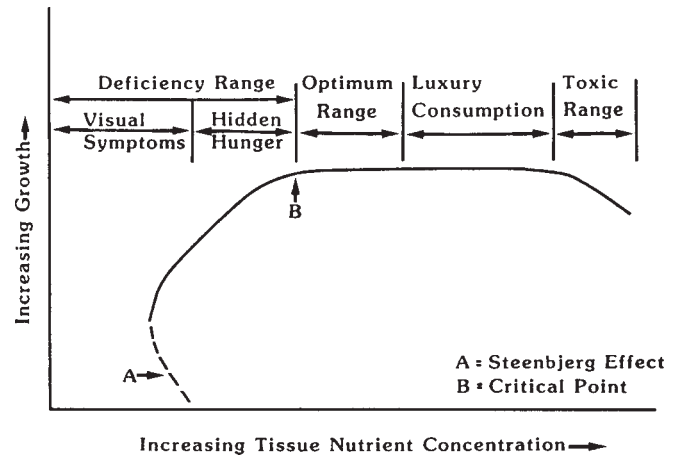 Deficiency Range
Optimum Range
Luxury Consumption
Toxic Range
Visual Symptoms
Hidden Hunger
Increasing Growth
B
A
A = Steenbjerg Effect
B = Critical Point
Increasing Tissue Nutrient Concentration